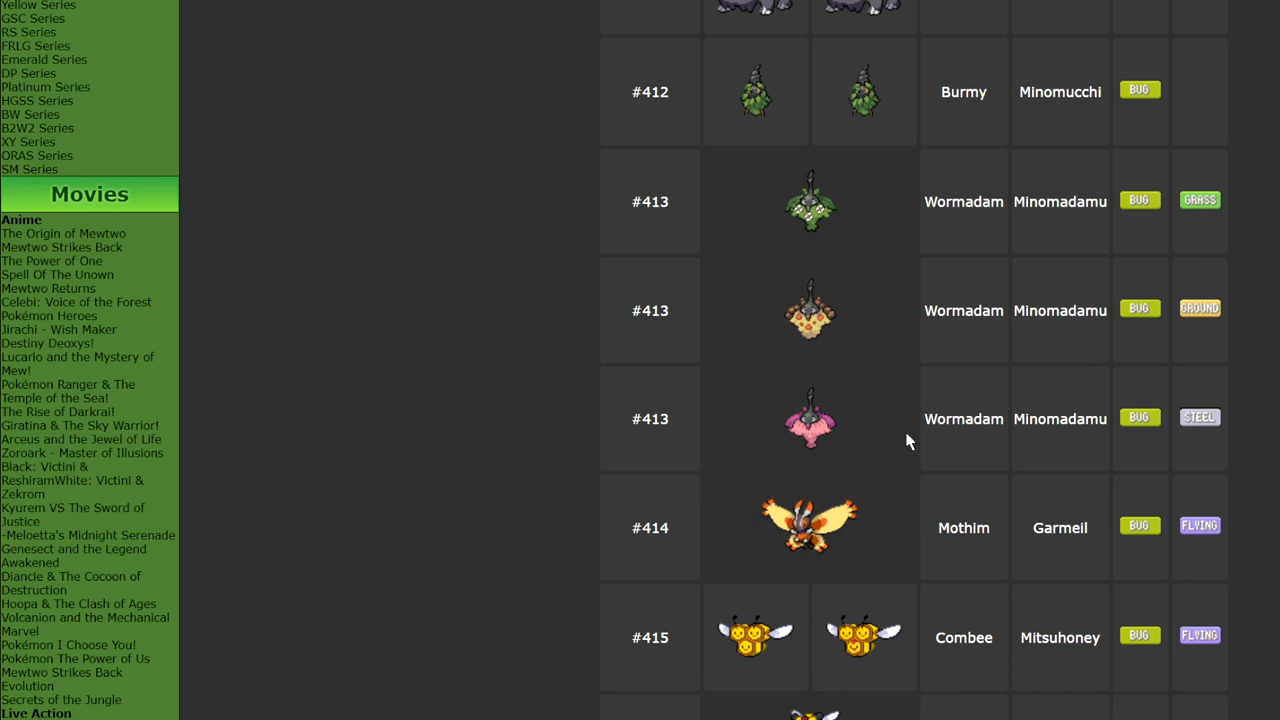 Yellow Series
GSC Series
RS Series
FRLG Series
Emerald Series
DP Series
Platinum Series
HGSS Series
BW Series
B2W2 Series
XY Series
ORAS Series
SM Series
Movies
Anime
The Origin of Mewtwo
Mewtwo Strikes Back
The Power of One
Spell Of The Unown
Mewtwo Returns
Celebi: Voice of the Forest
Pokémon Heroes
Jirachi - Wish Maker
Destiny Deoxys!
Lucario and the Mystery of
Mew!
Pokémon Ranger & The
Temple of the Sea!
The Rise of Darkrai!
Giratina & The Sky Warrior!
Arceus and the Jewel of Life
Zoroark - Master of Illusions
Black: Victini &
ReshiramWhite: Victini &
Zekrom
Kyurem VS The Sword of
Justice
-Meloetta's Midnight Serenade
Genesect and the Legend
Awakened
Diancie & The Cocoon of
Destruction
Hoopa & The Clash of Ages
Volcanion and the Mechanical
Marvel
Pokémon I Choose You!
Pokémon The Power of Us
Mewtwo Strikes Back
Evolution
Secrets of the Jungle
Live Action
#412 Burmy Minomucchi BUG
#413 Wormadam Minomadamu BUG GRASS
#413 Wormadam Minomadamu BUG GROUND
#413 Wormadam Minomadamu BUG STEEL
#414 Mothim Garmeil BUG FLYING
#415 Combee Mitsuhoney BUG FLYING